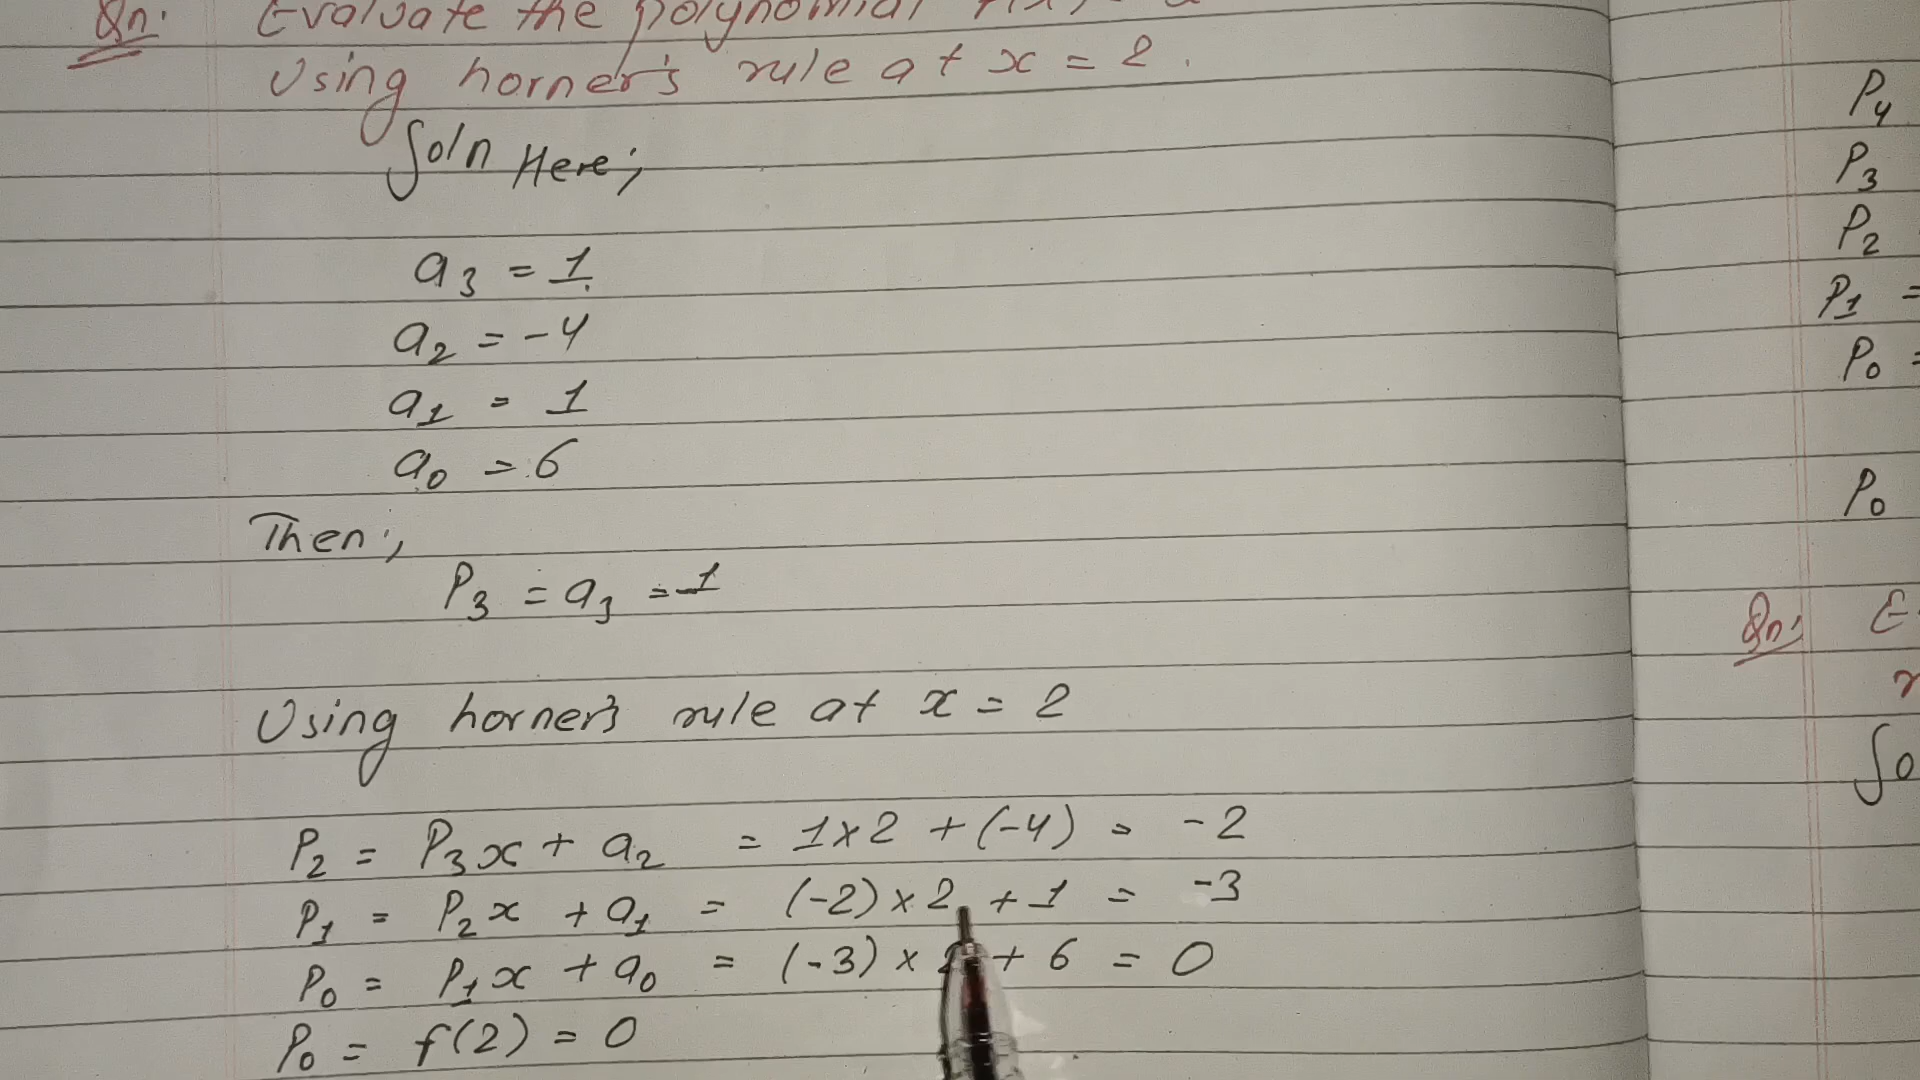 Qn: Evaluate the polynomial
Using horner's rule at x = 2.
Soln Here;
a3 = 1.
a2 = -4
a1 = 1
a0 = 6
Then;
P3 = a3 = 1
Using horner's rule at x = 2
P2 = P3x + a2 = 1x2 + (-4) = -2
P1 = P2x + a1 = (-2) x 2 + 1 = -3
P0 = P1x + a0 = (-3) x + 6 = 0
P0 = f(2) = 0
P4
P3
P2
P1 =
P0 =
P0
Qn: